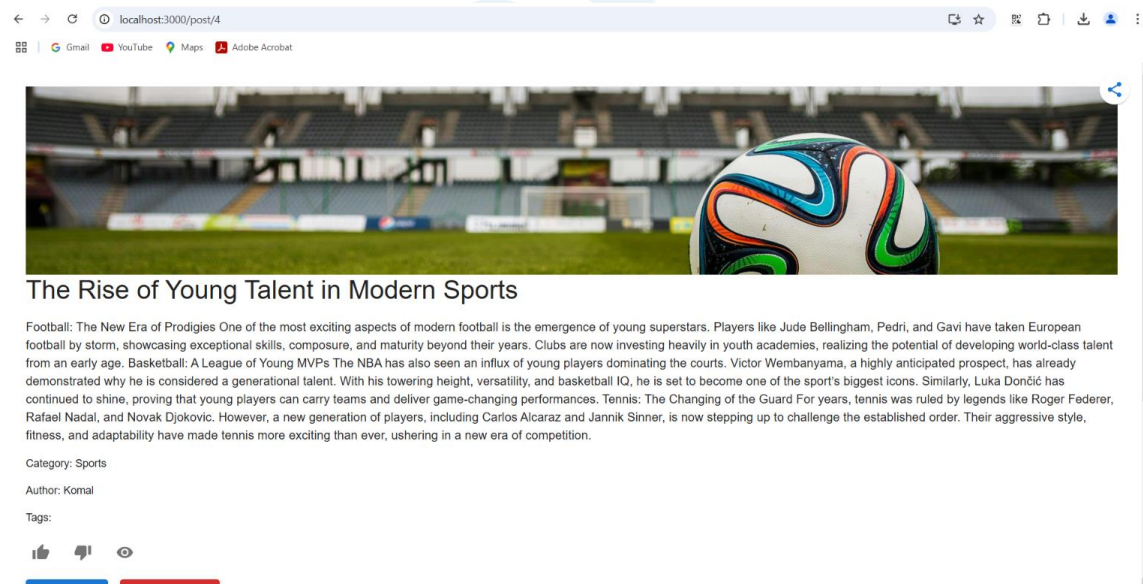 localhost:3000/post/4
Gmail YouTube Maps Adobe Acrobat
pepsi
The Rise of Young Talent in Modern Sports
Football: The New Era of Prodigies One of the most exciting aspects of modern football is the emergence of young superstars. Players like Jude Bellingham, Pedri, and Gavi have taken European
football by storm, showcasing exceptional skills, composure, and maturity beyond their years. Clubs are now investing heavily in youth academies, realizing the potential of developing world-class talent
from an early age. Basketball: A League of Young MVPs The NBA has also seen an influx of young players dominating the courts. Victor Wembanyama, a highly anticipated prospect, has already
demonstrated why he is considered a generational talent. With his towering height, versatility, and basketball IQ, he is set to become one of the sport's biggest icons. Similarly, Luka Dončić has
continued to shine, proving that young players can carry teams and deliver game-changing performances. Tennis: The Changing of the Guard For years, tennis was ruled by legends like Roger Federer,
Rafael Nadal, and Novak Djokovic. However, a new generation of players, including Carlos Alcaraz and Jannik Sinner, is now stepping up to challenge the established order. Their aggressive style,
fitness, and adaptability have made tennis more exciting than ever, ushering in a new era of competition.
Category: Sports
Author: Komal
Tags: